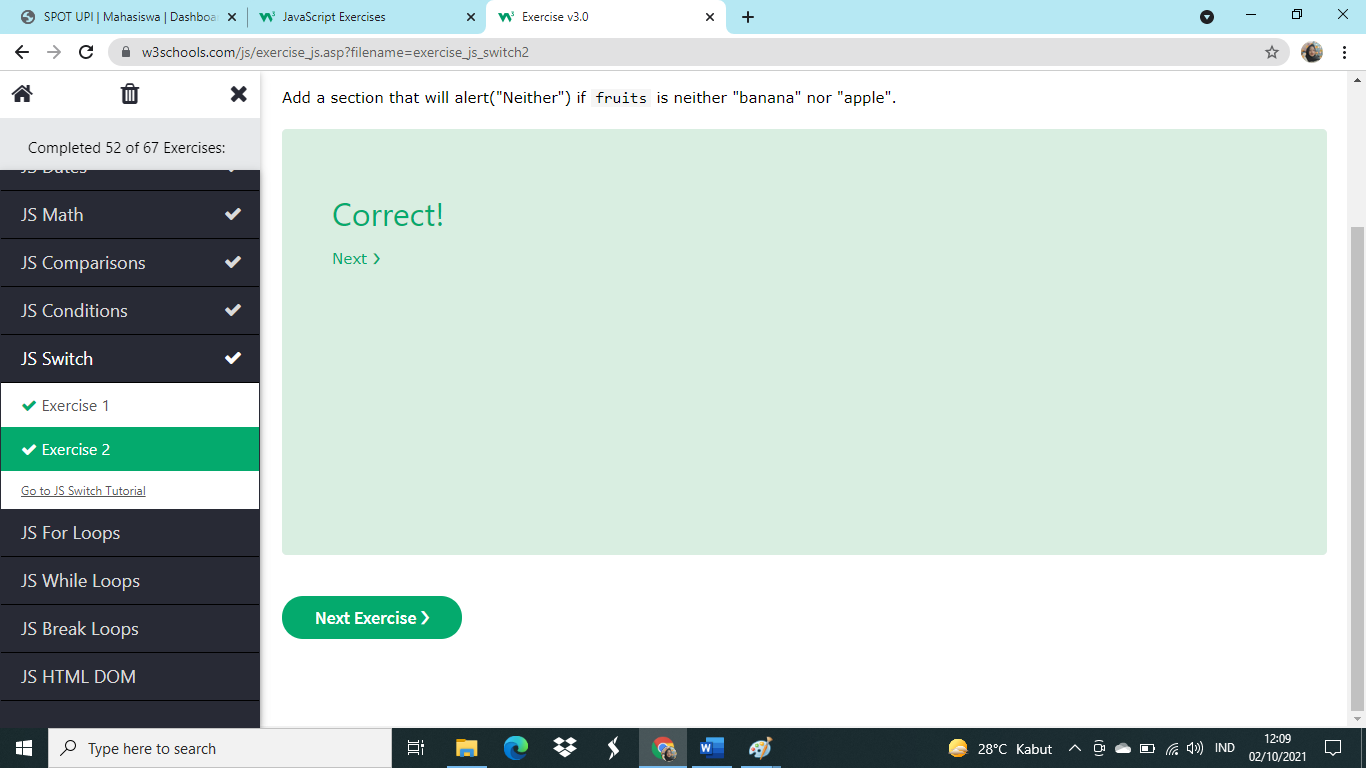 SPOT UPI | Mahasiswa | Dashboa
JavaScript Exercises
Exercise v3.0
w3schools.com/js/exercise_js.asp?filename=exercise_js_switch2
Completed 52 of 67 Exercises:
JS Dates
JS Math
JS Comparisons
JS Conditions
JS Switch
Exercise 1
Exercise 2
Go to JS Switch Tutorial
JS For Loops
JS While Loops
JS Break Loops
JS HTML DOM
Add a section that will alert("Neither") if fruits is neither "banana" nor "apple".
Correct!
Next ❯
Next Exercise ❯
Type here to search
28°C Kabut
IND
12:09
02/10/2021